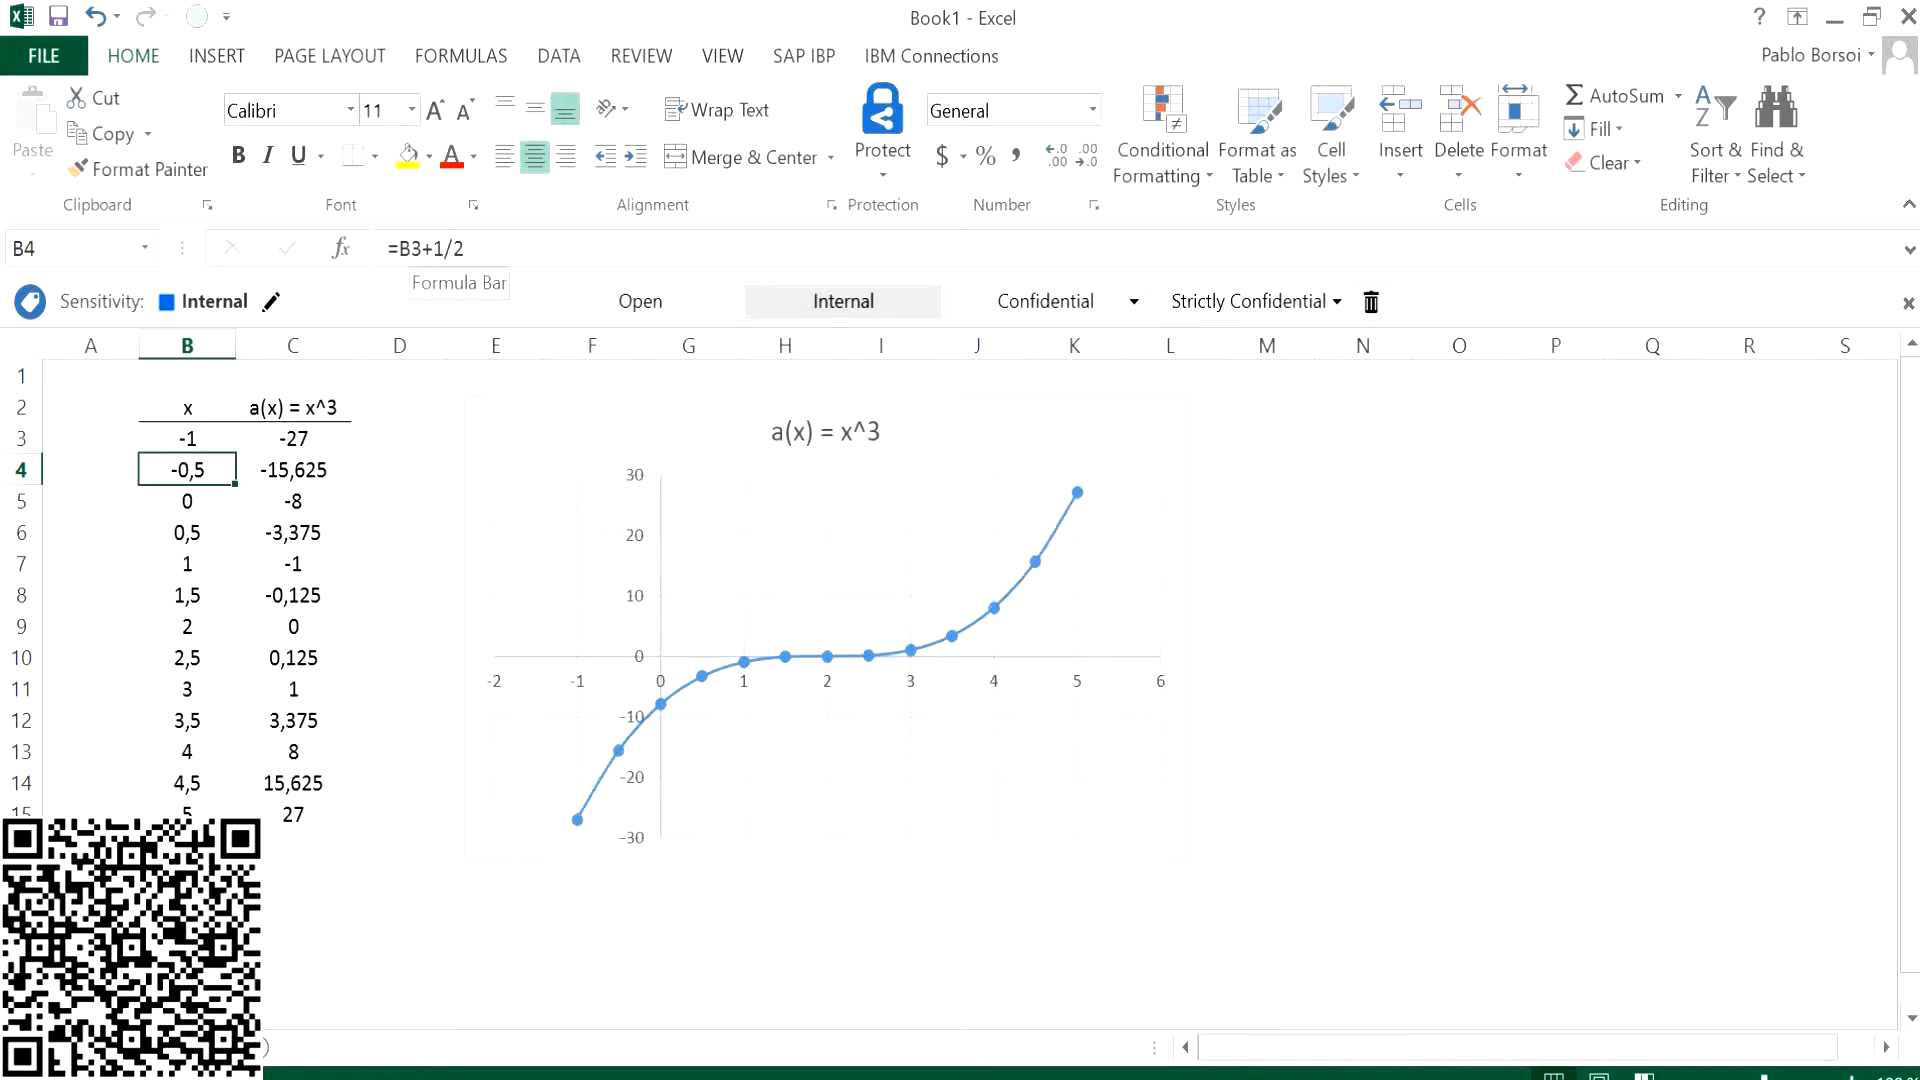 Book1 - Excel
?
FILE HOME INSERT PAGE LAYOUT FORMULAS DATA REVIEW VIEW SAP IBP IBM Connections
Pablo Borsoi
Cut
Copy
Format Painter
Paste
Clipboard
Calibri 11
B I U
Font
Wrap Text
Merge & Center
Alignment
Protect
Protection
General
$ %
Number
Conditional Formatting
Format as Table
Cell Styles
Styles
Insert Delete Format
Cells
AutoSum
Fill
Clear
Sort & Filter
Find & Select
Editing
B4 fx =B3+1/2
Formula Bar
Sensitivity: Internal Open Internal Confidential Strictly Confidential
A B C D E F G H I J K L M N O P Q R S
1
2 x a(x) = x^3
3 -1 -27
4 -0,5 -15,625
5 0 -8
6 0,5 -3,375
7 1 -1
8 1,5 -0,125
9 2 0
10 2,5 0,125
11 3 1
12 3,5 3,375
13 4 8
14 4,5 15,625
15 5 27
a(x) = x^3
30
20
10
0
-10
-20
-30
-2 -1 0 1 2 3 4 5 6